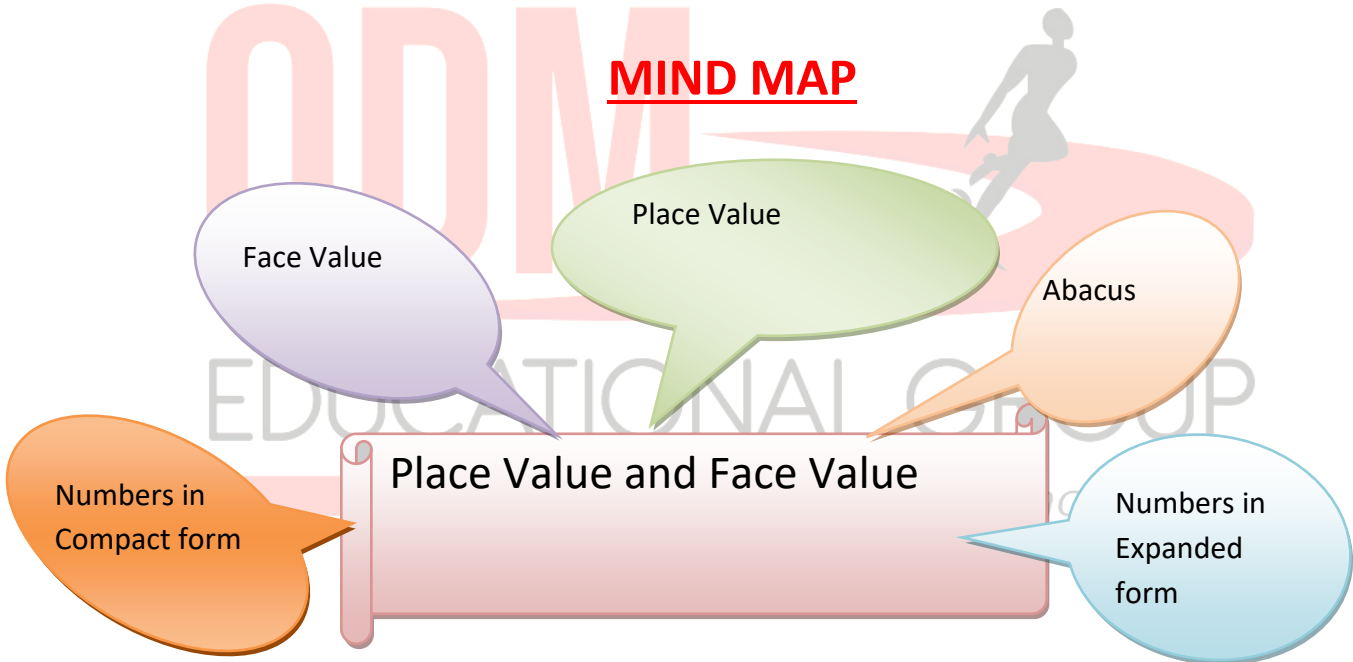 ODM
MIND MAP
Place Value
Face Value
Abacus
EDUCATIONAL GROUP
Place Value and Face Value
Numbers in
Compact form
Numbers in
Expanded
form